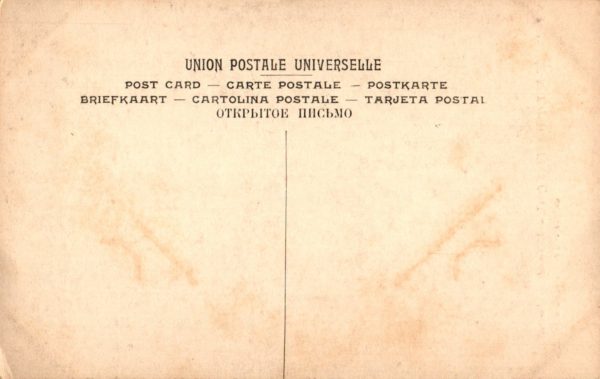 UNION POSTALE UNIVERSELLE
POST CARD — CARTE POSTALE — POSTKARTE
BRIEFKAART — CARTOLINA POSTALE — TARJETA POSTAL
ОТКРЫТОЕ ПИСЬМО